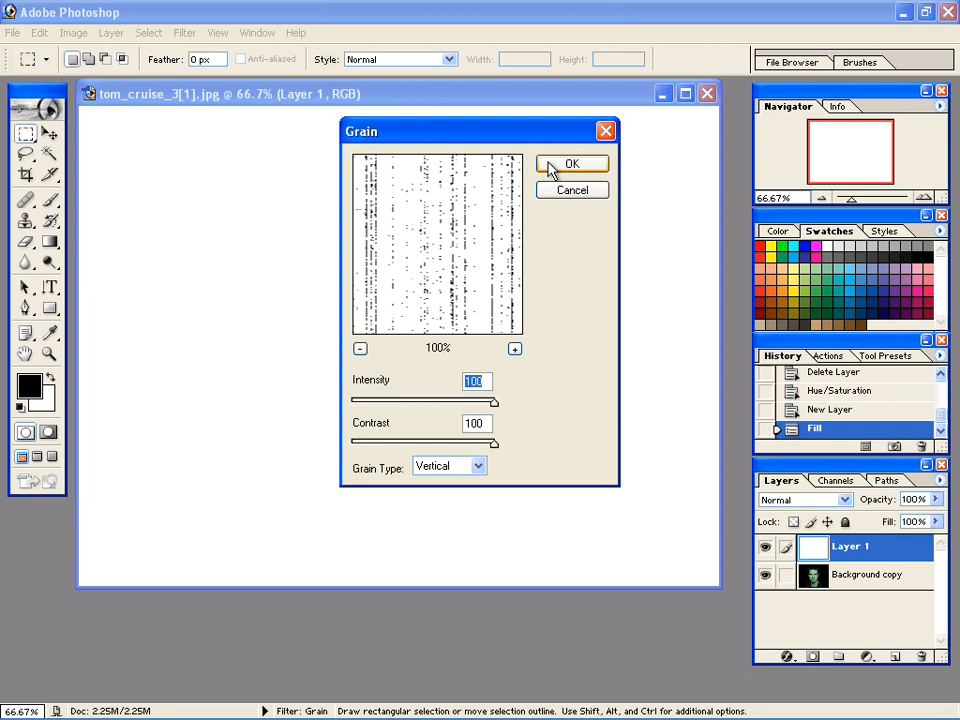 Adobe Photoshop
File Edit Image Layer Select Filter View Window Help
Feather: 0 px Anti-aliased Style: Normal Width: Height: File Browser Brushes
tom_cruise_3[1].jpg @ 66.7% (Layer 1, RGB)
Grain
OK
Cancel
100%
Intensity 100
Contrast 100
Grain Type: Vertical
Navigator Info
66.67%
Color Swatches Styles
History Actions Tool Presets
Delete Layer
Hue/Saturation
New Layer
Fill
Layers Channels Paths
Normal Opacity: 100%
Lock: Fill: 100%
Layer 1
Background copy
66.67% Doc: 2.25M/2.25M Filter: Grain Draw rectangular selection or move selection outline. Use Shift, Alt, and Ctrl for additional options.